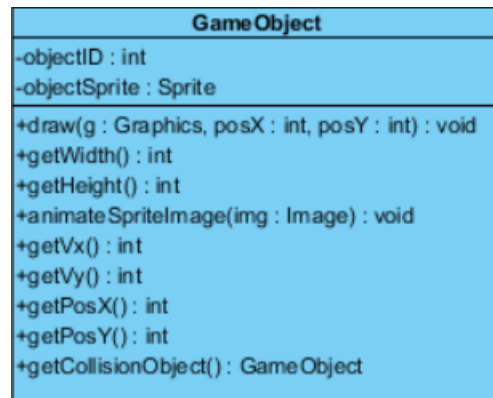 GameObject
-objectID : int
-objectSprite : Sprite
+draw(g : Graphics, posX : int, posY : int) : void
+getWidth() : int
+getHeight() : int
+animateSpriteImage(img : Image) : void
+getVx() : int
+getVy() : int
+getPosX() : int
+getPosY() : int
+getCollisionObject() : GameObject